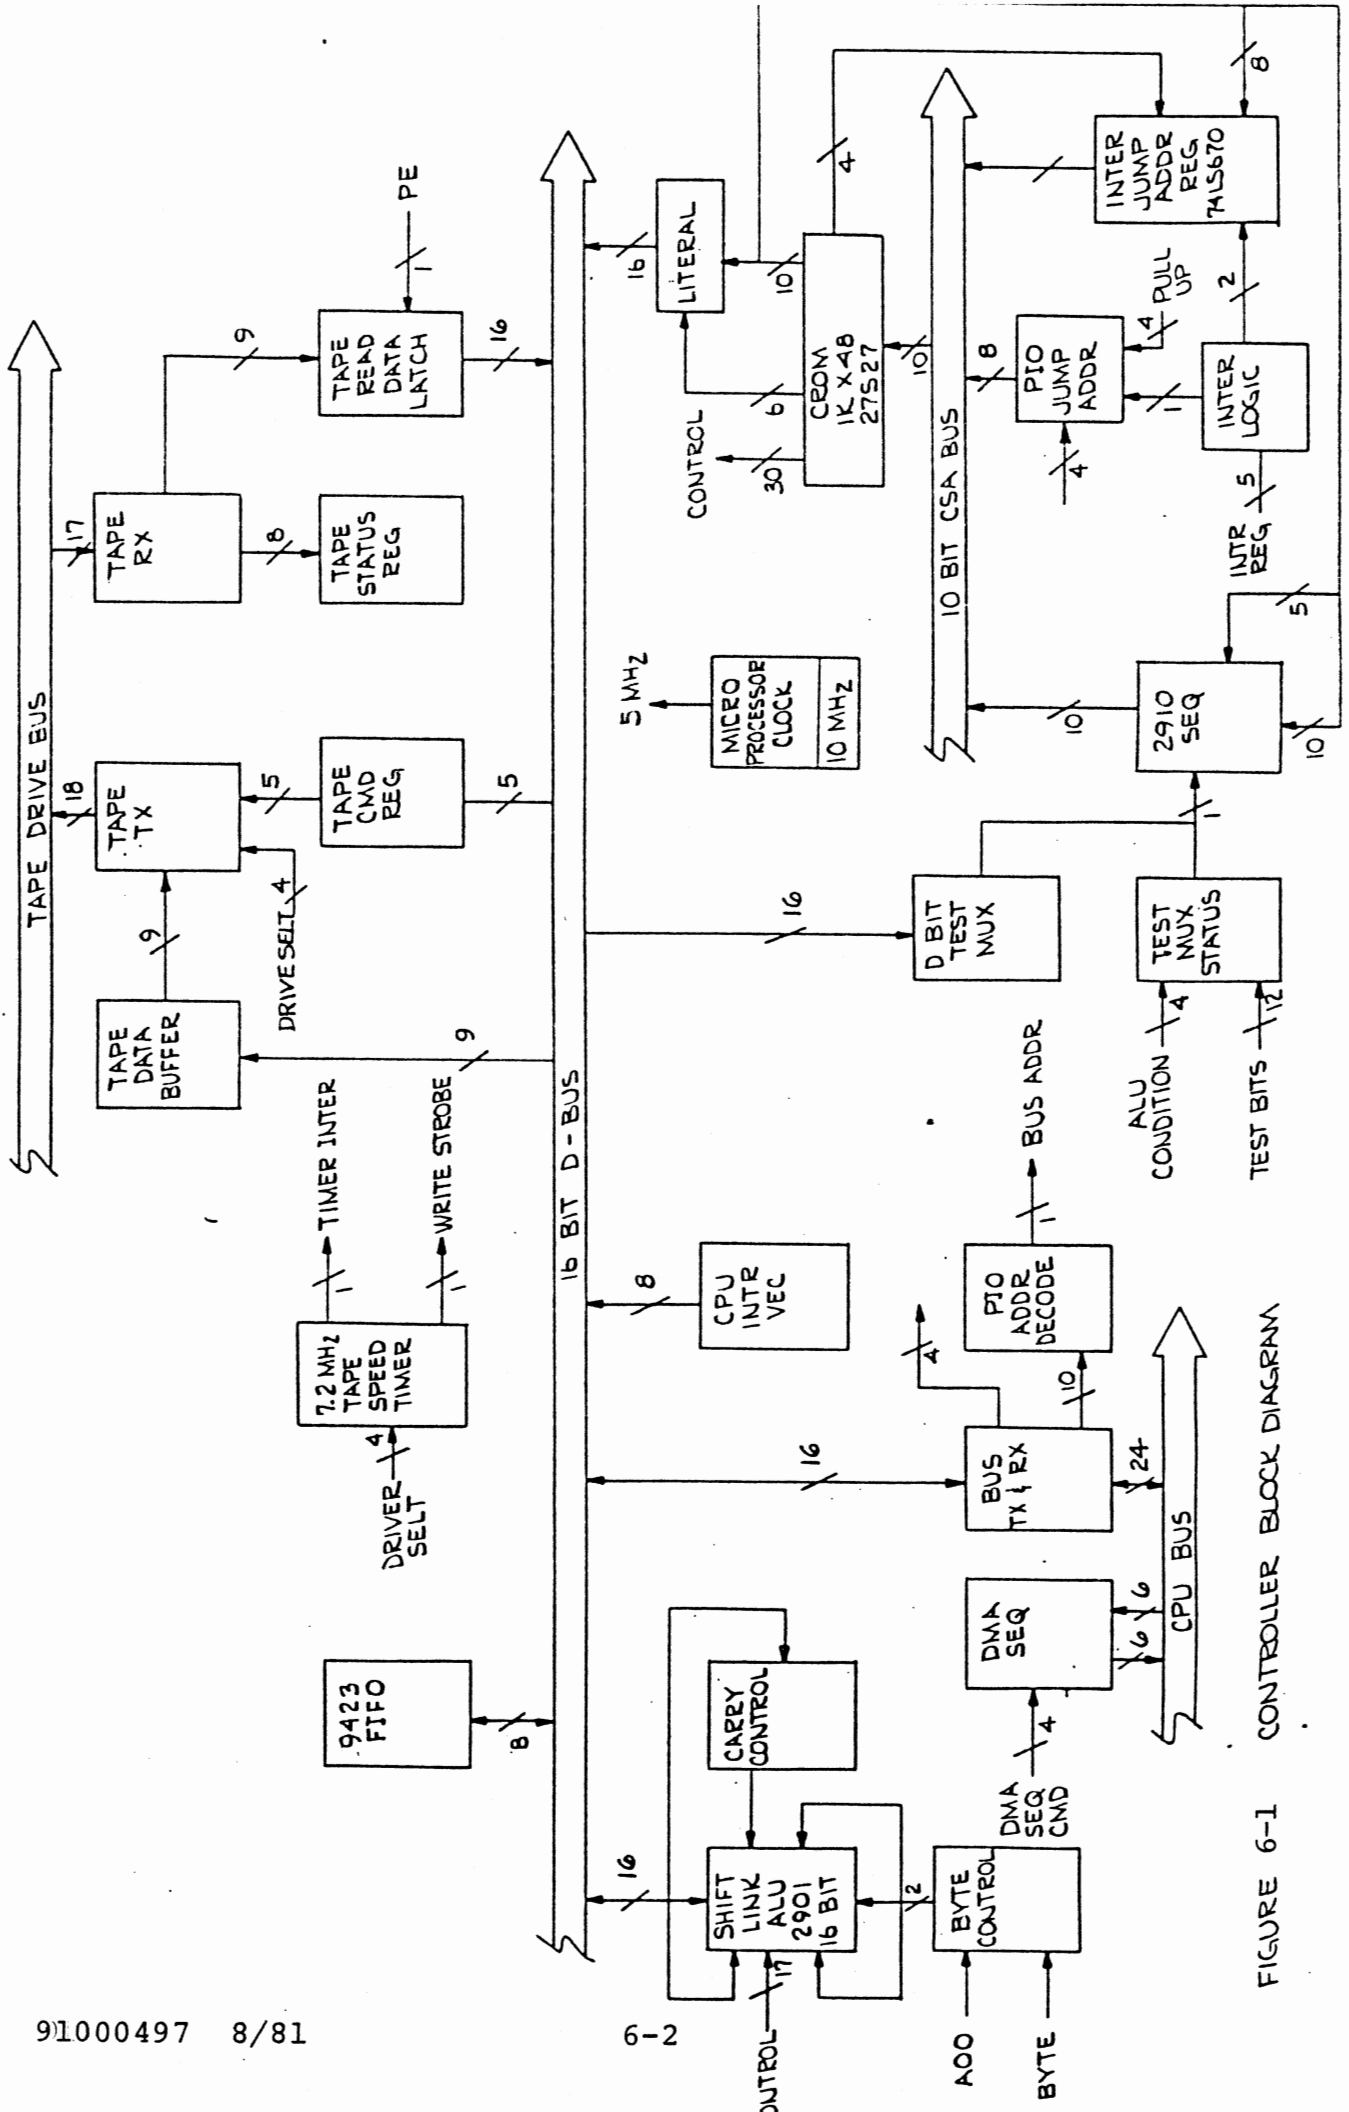 TAPE DRIVE BUS
17
TAPE
RX
9
8
TAPE
STATUS
REG
TAPE
READ
DATA
LATCH
PE
1
16
18
TAPE
TX
5
TAPE
CMD
REG
5
DRIVE SELT
4
9
TAPE
DATA
BUFFER
9
TIMER INTER
1
WRITE STROBE
1
7.2 MHZ
TAPE
SPEED
TIMER
4
DRIVER
SELT
9423
FIFO
8
16 BIT D-BUS
16
LITERAL
10
6
CONTROL
30
CROM
1K X 48
27S27
4
10
5 MHZ
MICRO
PROCESSOR
CLOCK
10 MHZ
10 BIT CSA BUS
8
INTER
JUMP
ADDR
REG
74LS670
8
PIO
JUMP
ADDR
4
PULL
UP
4
1
2
INTER
LOGIC
5
INTR
REG
10
2910
SEQ
5
10
1
16
D BIT
TEST
MUX
TEST
MUX
STATUS
4
ALU
CONDITION
12
TEST BITS
8
CPU
INTR
VEC
BUS ADDR
1
PIO
ADDR
DECODE
4
10
16
BUS
TX & RX
24
CPU BUS
DMA
SEQ
6
6
4
DMA
SEQ
CMD
CARRY
CONTROL
16
SHIFT
LINK
ALU
2901
16 BIT
17
ONTROL
2
BYTE
CONTROL
A00
BYTE
FIGURE 6-1 CONTROLLER BLOCK DIAGRAM
91000497 8/81
6-2